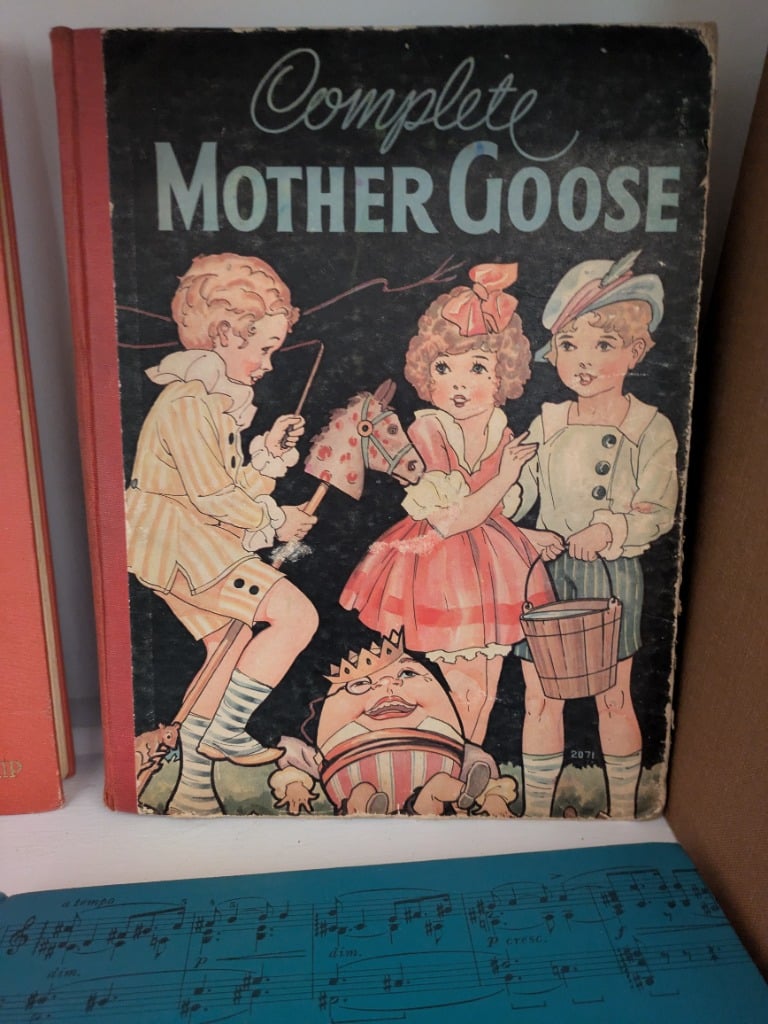 Complete
MOTHER GOOSE
2071
a tempo
p
dim.
p cresc.
f
dim.